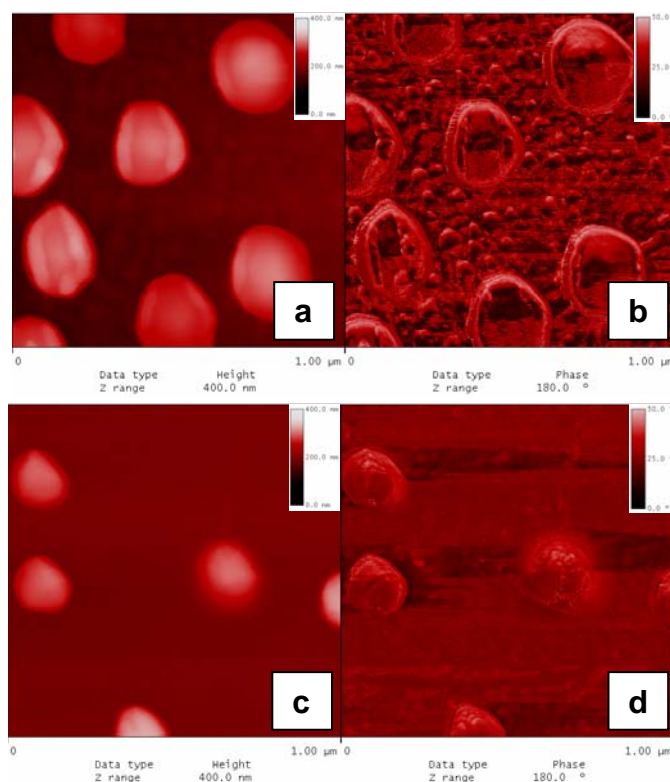 400.0 nm
200.0 nm
0.0 nm
a
50.0
25.0 °
0.0 °
b
0
1.00 µm
Data type
Height
Z range
400.0 nm
1.00 µm
Data type
Phase
Z range
180.0 °
400.0 nm
200.0 nm
0.0 nm
c
50.0
25.0 °
0.0 °
d
0
1.00 µm
Data type
Height
Z range
400.0 nm
0
1.00 µm
Data type
Phase
Z range
180.0 °